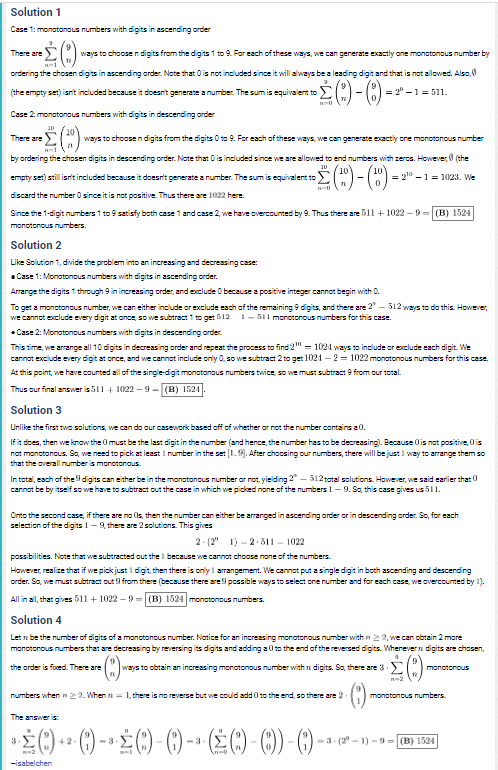 Solution 1
Case 1: monotonous numbers with digits in ascending order
There are \sum_{n=1}^{9} \binom{9}{n} ways to choose n digits from the digits 1 to 9. For each of these ways, we can generate exactly one monotonous number by
ordering the chosen digits in ascending order. Note that 0 is not included since it will always be a leading digit and that is not allowed. Also, ∅
(the empty set) isn't included because it doesn't generate a number. The sum is equivalent to \sum_{n=0}^{9} \binom{9}{n} - \binom{9}{0} = 2^9 - 1 = 511.
Case 2: monotonous numbers with digits in descending order
There are \sum_{n=1}^{10} \binom{10}{n} ways to choose n digits from the digits 0 to 9. For each of these ways, we can generate exactly one monotonous number
by ordering the chosen digits in descending order. Note that 0 is included since we are allowed to end numbers with zeros. However, ∅ (the
empty set) still isn't included because it doesn't generate a number. The sum is equivalent to \sum_{n=0}^{10} \binom{10}{n} - \binom{10}{0} = 2^{10} - 1 = 1023. We
discard the number 0 since it is not positive. Thus there are 1022 here.
Since the 1-digit numbers 1 to 9 satisfy both case 1 and case 2, we have overcounted by 9. Thus there are 511 + 1022 - 9 = (B) 1524
monotonous numbers.
Solution 2
Like Solution 1, divide the problem into an increasing and decreasing case:
• Case 1: Monotonous numbers with digits in ascending order.
Arrange the digits 1 through 9 in increasing order, and exclude 0 because a positive integer cannot begin with 0.
To get a monotonous number, we can either include or exclude each of the remaining 9 digits, and there are 2^9 = 512 ways to do this. However,
we cannot exclude every digit at once, so we subtract 1 to get 512 - 1 = 511 monotonous numbers for this case.
• Case 2: Monotonous numbers with digits in descending order.
This time, we arrange all 10 digits in decreasing order and repeat the process to find 2^{10} = 1024 ways to include or exclude each digit. We
cannot exclude every digit at once, and we cannot include only 0, so we subtract 2 to get 1024 - 2 = 1022 monotonous numbers for this case.
At this point, we have counted all of the single-digit monotonous numbers twice, so we must subtract 9 from our total.
Thus our final answer is 511 + 1022 - 9 = (B) 1524.
Solution 3
Unlike the first two solutions, we can do our casework based off of whether or not the number contains a 0.
If it does, then we know the 0 must be the last digit in the number (and hence, the number has to be decreasing). Because 0 is not positive, 0 is
not monotonous. So, we need to pick at least 1 number in the set [1, 9]. After choosing our numbers, there will be just 1 way to arrange them so
that the overall number is monotonous.
In total, each of the 9 digits can either be in the monotonous number or not, yielding 2^9 = 512 total solutions. However, we said earlier that 0
cannot be by itself so we have to subtract out the case in which we picked none of the numbers 1 - 9. So, this case gives us 511.
Onto the second case, if there are no 0s, then the number can either be arranged in ascending order or in descending order. So, for each
selection of the digits 1 - 9, there are 2 solutions. This gives
2 · (2^9 - 1) = 2 · 511 = 1022
possibilities. Note that we subtracted out the 1 because we cannot choose none of the numbers.
However, realize that if we pick just 1 digit, then there is only 1 arrangement. We cannot put a single digit in both ascending and descending
order. So, we must subtract out 9 from there (because there are 9 possible ways to select one number and for each case, we overcounted by 1).
All in all, that gives 511 + 1022 - 9 = (B) 1524 monotonous numbers.
Solution 4
Let n be the number of digits of a monotonous number. Notice for an increasing monotonous number with n ≥ 2, we can obtain 2 more
monotonous numbers that are decreasing by reversing its digits and adding a 0 to the end of the reversed digits. Whenever n digits are chosen,
the order is fixed. There are \binom{9}{n} ways to obtain an increasing monotonous number with n digits. So, there are 3 · \sum_{n=2}^{9} \binom{9}{n} monotonous
numbers when n ≥ 2. When n = 1, there is no reverse but we could add 0 to the end, so there are 2 · \binom{9}{1} monotonous numbers.
The answer is:
3 · \sum_{n=2}^{9} \binom{9}{n} + 2 · \binom{9}{1} = 3 · \sum_{n=1}^{9} \binom{9}{n} - \binom{9}{1} = 3 · (\sum_{n=0}^{9} \binom{9}{n} - \binom{9}{0}) - \binom{9}{1} = 3 · (2^9 - 1) - 9 = (B) 1524
~isabelchen